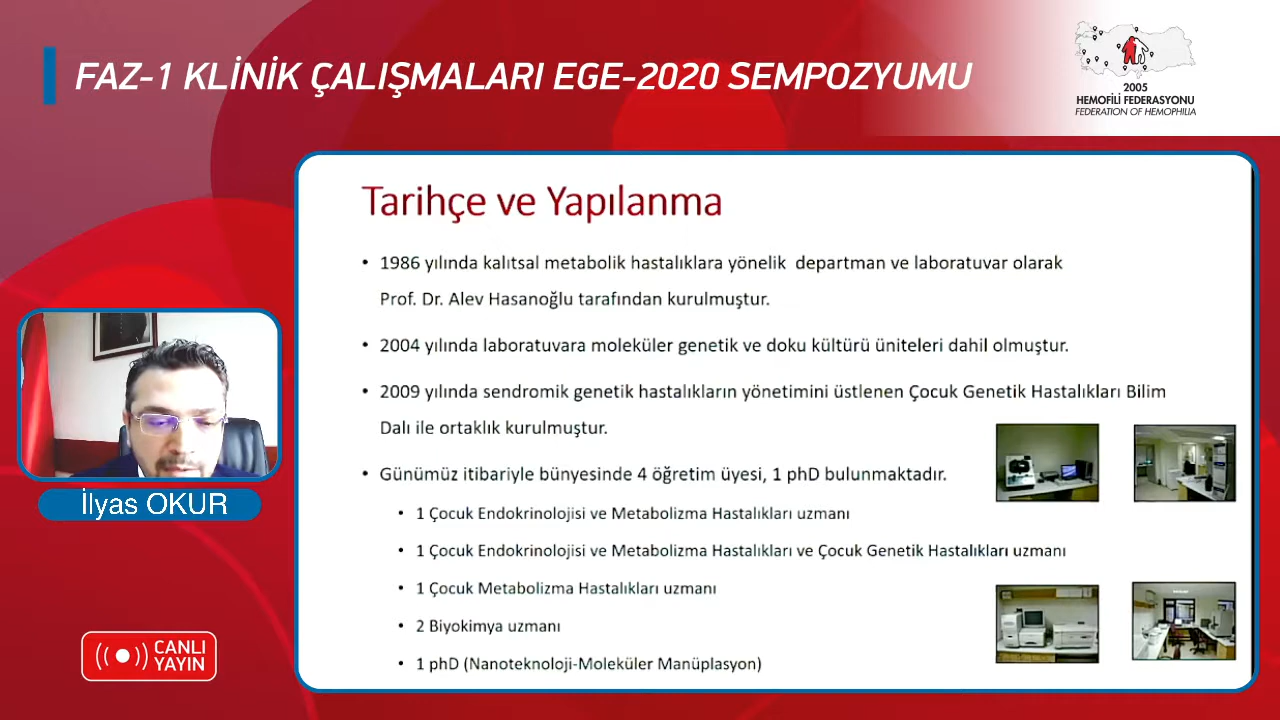 FAZ-1 KLİNİK ÇALIŞMALARI EGE-2020 SEMPOZYUMU
2005
HEMOFİLİ FEDERASYONU
FEDERATION OF HEMOPHILIA
Tarihçe ve Yapılanma
• 1986 yılında kalıtsal metabolik hastalıklara yönelik departman ve laboratuvar olarak
Prof. Dr. Alev Hasanoğlu tarafından kurulmuştur.
• 2004 yılında laboratuvara moleküler genetik ve doku kültürü üniteleri dahil olmuştur.
• 2009 yılında sendromik genetik hastalıkların yönetimini üstlenen Çocuk Genetik Hastalıkları Bilim
Dalı ile ortaklık kurulmuştur.
• Günümüz itibariyle bünyesinde 4 öğretim üyesi, 1 phD bulunmaktadır.
• 1 Çocuk Endokrinolojisi ve Metabolizma Hastalıkları uzmanı
• 1 Çocuk Endokrinolojisi ve Metabolizma Hastalıkları ve Çocuk Genetik Hastalıkları uzmanı
• 1 Çocuk Metabolizma Hastalıkları uzmanı
• 2 Biyokimya uzmanı
• 1 phD (Nanoteknoloji-Moleküler Manüplasyon)
İlyas OKUR
CANLI
YAYIN